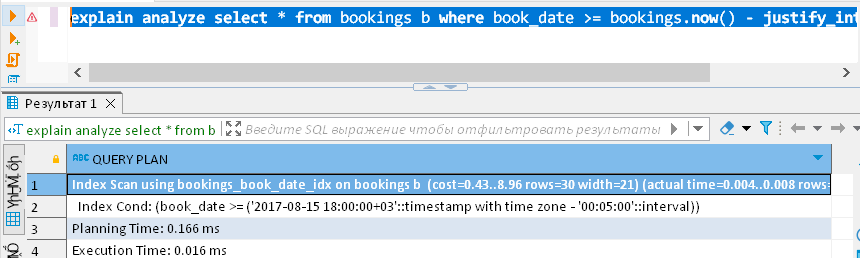 explain analyze select * from bookings b where book_date >= bookings.now() - justify_int
Результат 1
explain analyze select * from b
Введите SQL выражение чтобы отфильтровать результаты
ABC QUERY PLAN
1 Index Scan using bookings_book_date_idx on bookings b (cost=0.43..8.96 rows=30 width=21) (actual time=0.004..0.008 rows=
2 Index Cond: (book_date >= ('2017-08-15 18:00:00+03'::timestamp with time zone - '00:05:00'::interval))
3 Planning Time: 0.166 ms
4 Execution Time: 0.016 ms